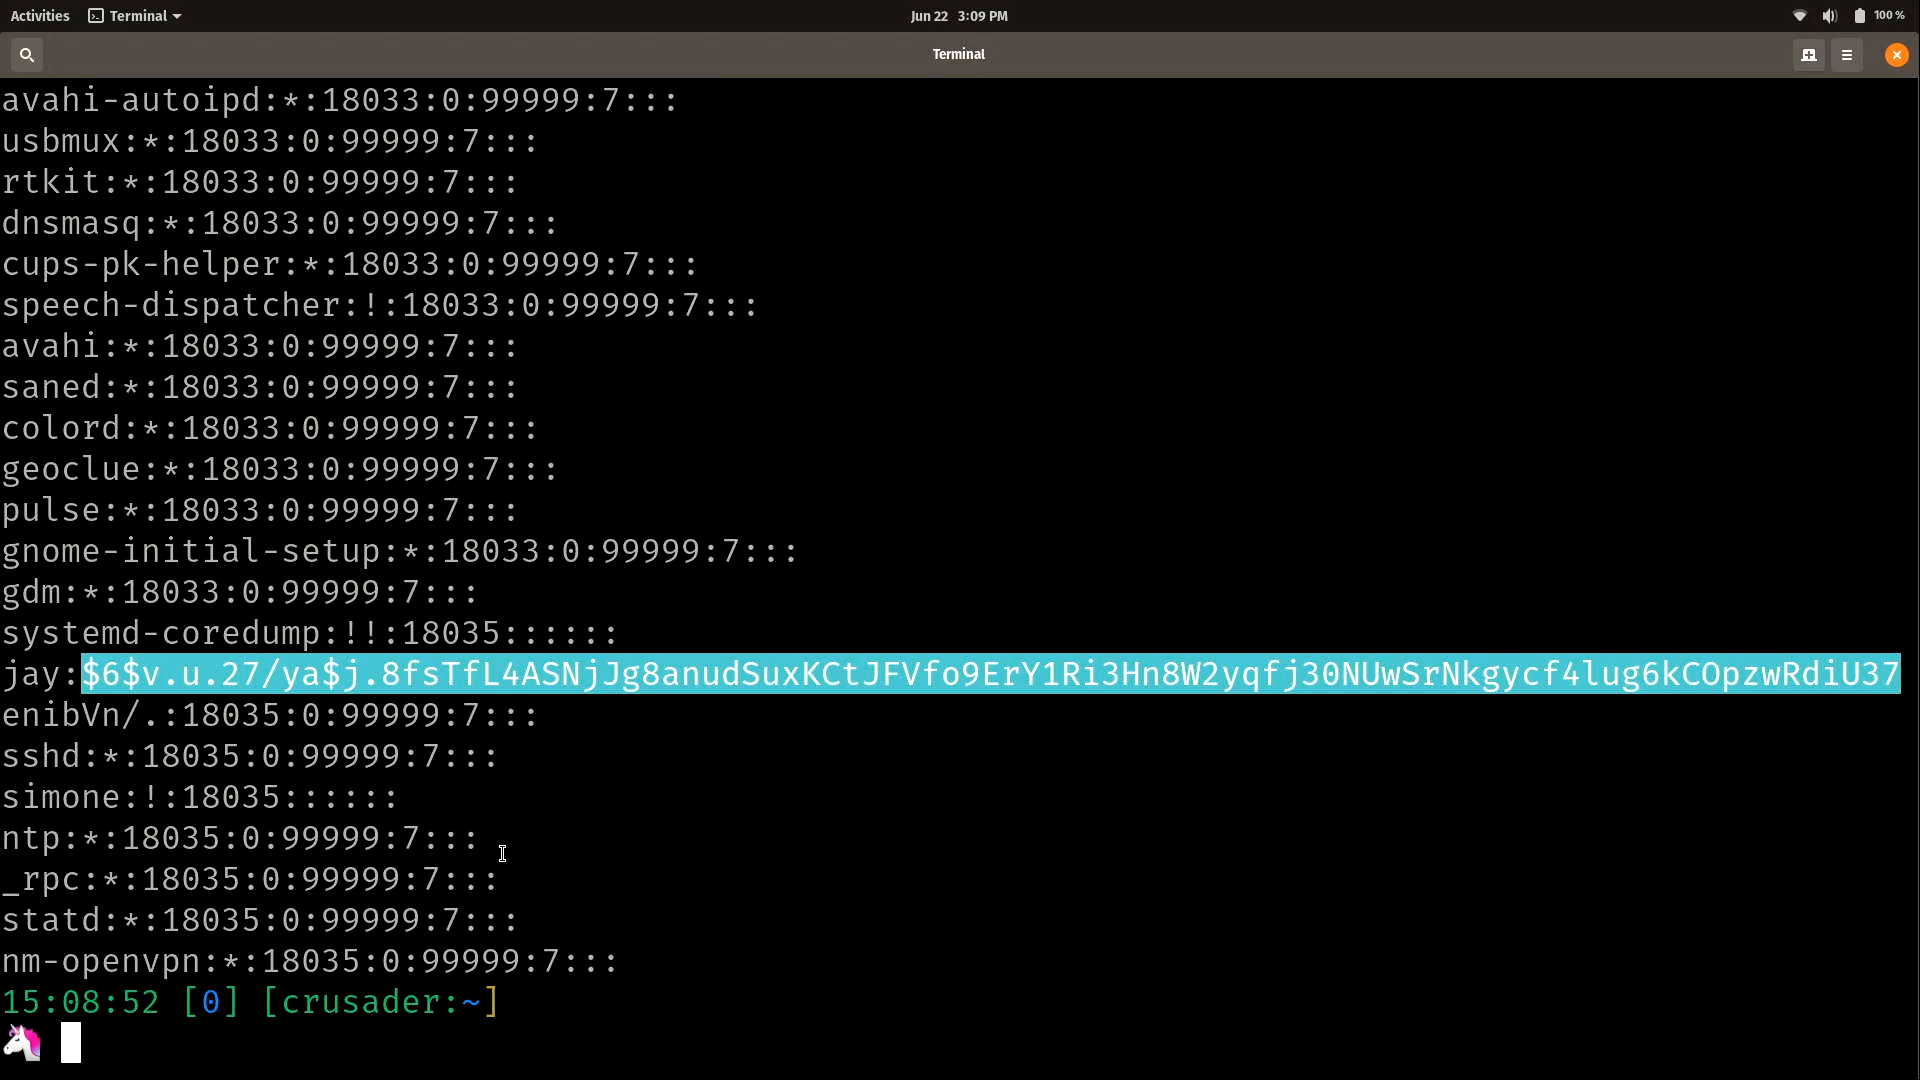 Activities Terminal Jun 22 3:09 PM 100 %
Terminal
avahi-autoipd:*:18033:0:99999:7:::
usbmux:*:18033:0:99999:7:::
rtkit:*:18033:0:99999:7:::
dnsmasq:*:18033:0:99999:7:::
cups-pk-helper:*:18033:0:99999:7:::
speech-dispatcher:!:18033:0:99999:7:::
avahi:*:18033:0:99999:7:::
saned:*:18033:0:99999:7:::
colord:*:18033:0:99999:7:::
geoclue:*:18033:0:99999:7:::
pulse:*:18033:0:99999:7:::
gnome-initial-setup:*:18033:0:99999:7:::
gdm:*:18033:0:99999:7:::
systemd-coredump:!!:18035::::::
jay:$6$v.u.27/ya$j.8fsTfL4ASNjJg8anudSuxKCtJFVfo9ErY1Ri3Hn8W2yqfj30NUwSrNkgycf4lug6kCOpzwRdiU37
enibVn/.:18035:0:99999:7:::
sshd:*:18035:0:99999:7:::
simone:!:18035::::::
ntp:*:18035:0:99999:7:::
_rpc:*:18035:0:99999:7:::
statd:*:18035:0:99999:7:::
nm-openvpn:*:18035:0:99999:7:::
15:08:52 [0] [crusader:~]